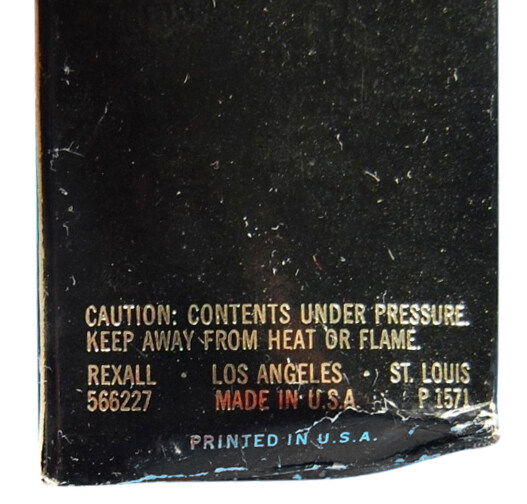 CAUTION: CONTENTS UNDER PRESSURE.
KEEP AWAY FROM HEAT OR FLAME.
REXALL · LOS ANGELES · ST. LOUIS
566227 MADE IN U.S.A P 1571
PRINTED IN U.S.A.